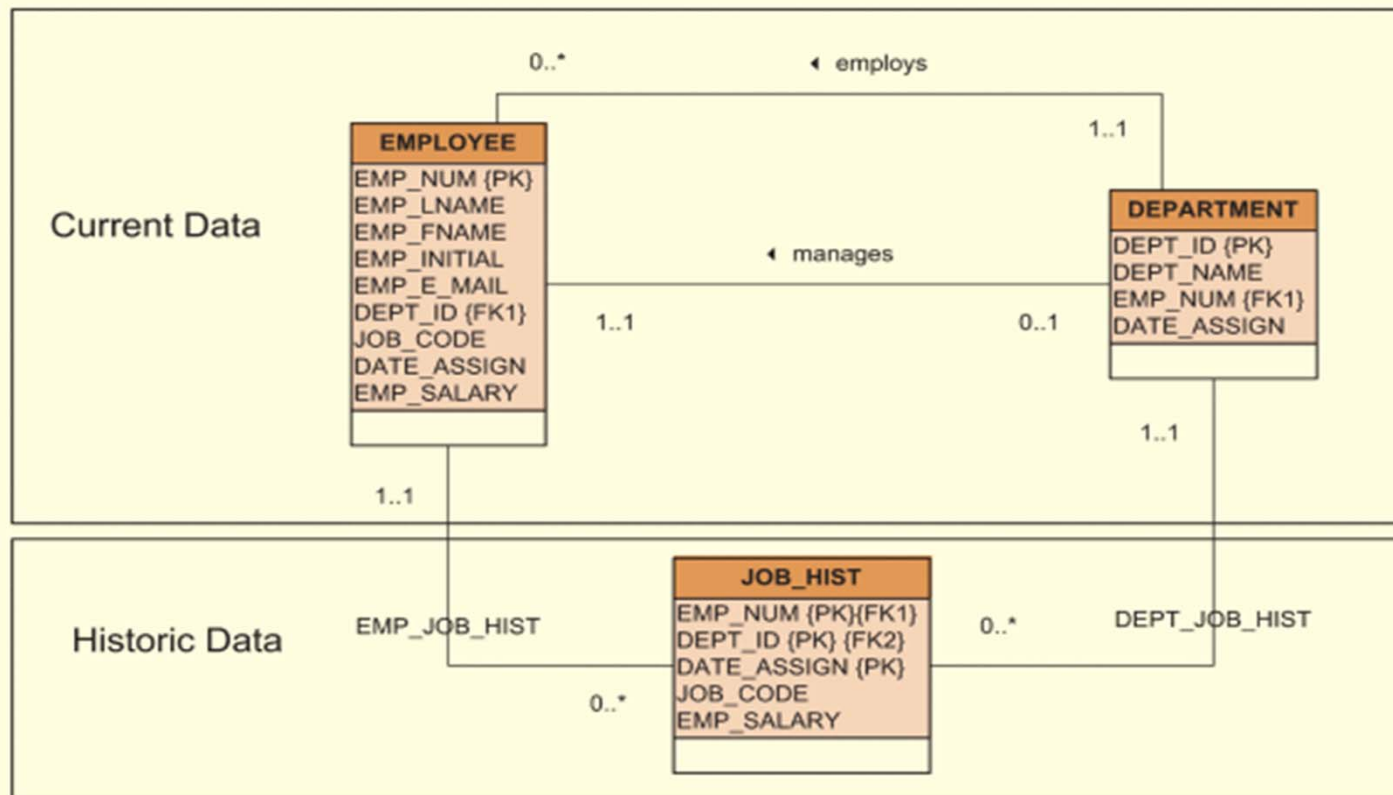 0..*
◄ employs
1..1
EMPLOYEE
EMP_NUM {PK}
EMP_LNAME
EMP_FNAME
EMP_INITIAL
EMP_E_MAIL
DEPT_ID {FK1}
JOB_CODE
DATE_ASSIGN
EMP_SALARY
Current Data
DEPARTMENT
DEPT_ID {PK}
DEPT_NAME
EMP_NUM {FK1}
DATE_ASSIGN
◄ manages
1..1
0..1
1..1
1..1
Historic Data
EMP_JOB_HIST
JOB_HIST
EMP_NUM {PK}{FK1}
DEPT_ID {PK} {FK2}
DATE_ASSIGN {PK}
JOB_CODE
EMP_SALARY
0..*
DEPT_JOB_HIST
0..*